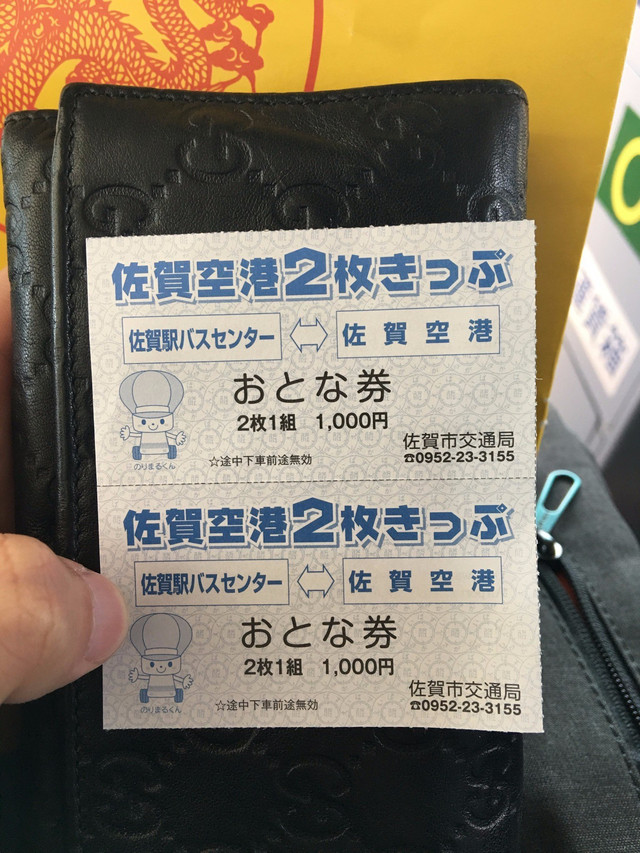 佐賀空港2枚きっぷ
佐賀駅バスセンター ⇔ 佐賀空港
おとな券
2枚1組 1,000円
のりまるくん
☆途中下車前途無効
佐賀市交通局
☎0952-23-3155
佐賀空港2枚きっぷ
佐賀駅バスセンター ⇔ 佐賀空港
おとな券
2枚1組 1,000円
のりまるくん
☆途中下車前途無効
佐賀市交通局
☎0952-23-3155